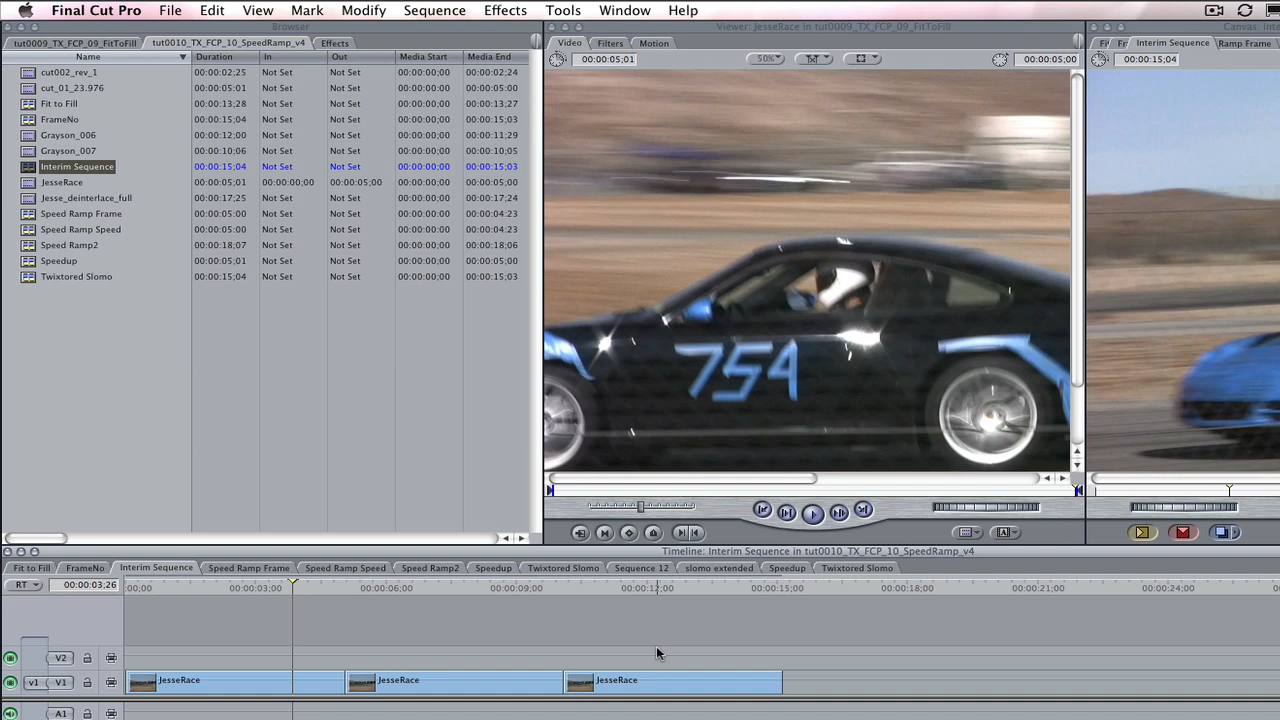 Final Cut Pro File Edit View Mark Modify Sequence Effects Tools Window Help
Browser
Viewer: JesseRace in tut0009_TX_FCP_09_FitToFill
tut0009_TX_FCP_09_FitToFill tut0010_TX_FCP_10_SpeedRamp_v4 Effects
Video Filters Motion
Interim Sequence Ramp Frame
Name Duration In Out Media Start Media End
00:00:05;01 50% 00:00:05;00
00:00:15;04
cut002_rev_1 00:00:02;25 Not Set Not Set 00:00:00;00 00:00:02;24
cut_01_23.976 00:00:05:01 Not Set Not Set 00:00:00:00 00:00:05:00
Fit to Fill 00:00:13;28 Not Set Not Set 00:00:00;00 00:00:13;27
FrameNo 00:00:15;04 Not Set Not Set 00:00:00;00 00:00:15;03
Grayson_006 00:00:12;00 Not Set Not Set 00:00:00;00 00:00:11;29
Grayson_007 00:00:10;06 Not Set Not Set 00:00:00;00 00:00:10;05
Interim Sequence 00:00:15;04 Not Set Not Set 00:00:00;00 00:00:15;03
JesseRace 00:00:05;01 00:00:00;00 00:00:05;00 00:00:00;00 00:00:05;00
Jesse_deinterlace_full 00:00:17;25 Not Set Not Set 00:00:00;00 00:00:17;24
Speed Ramp Frame 00:00:05:00 Not Set Not Set 00:00:00:00 00:00:04:23
Speed Ramp Speed 00:00:05:00 Not Set Not Set 00:00:00:00 00:00:04:23
Speed Ramp2 00:00:18;07 Not Set Not Set 00:00:00;00 00:00:18;06
Speedup 00:00:05;01 Not Set Not Set 00:00:00;00 00:00:05;00
Twixtored Slomo 00:00:15;04 Not Set Not Set 00:00:00;00 00:00:15;03
754
Timeline: Interim Sequence in tut0010_TX_FCP_10_SpeedRamp_v4
Fit to Fill FrameNo Interim Sequence Speed Ramp Frame Speed Ramp Speed Speed Ramp2 Speedup Twixtored Slomo Sequence 12 slomo extended Speedup Twixtored Slomo
RT 00:00:03;26 :00;00 00:00:03;00 00:00:06;00 00:00:09;00 00:00:12;00 00:00:15;00 00:00:18;00 00:00:21;00 00:00:24;00
V2
v1 V1 JesseRace JesseRace JesseRace
A1